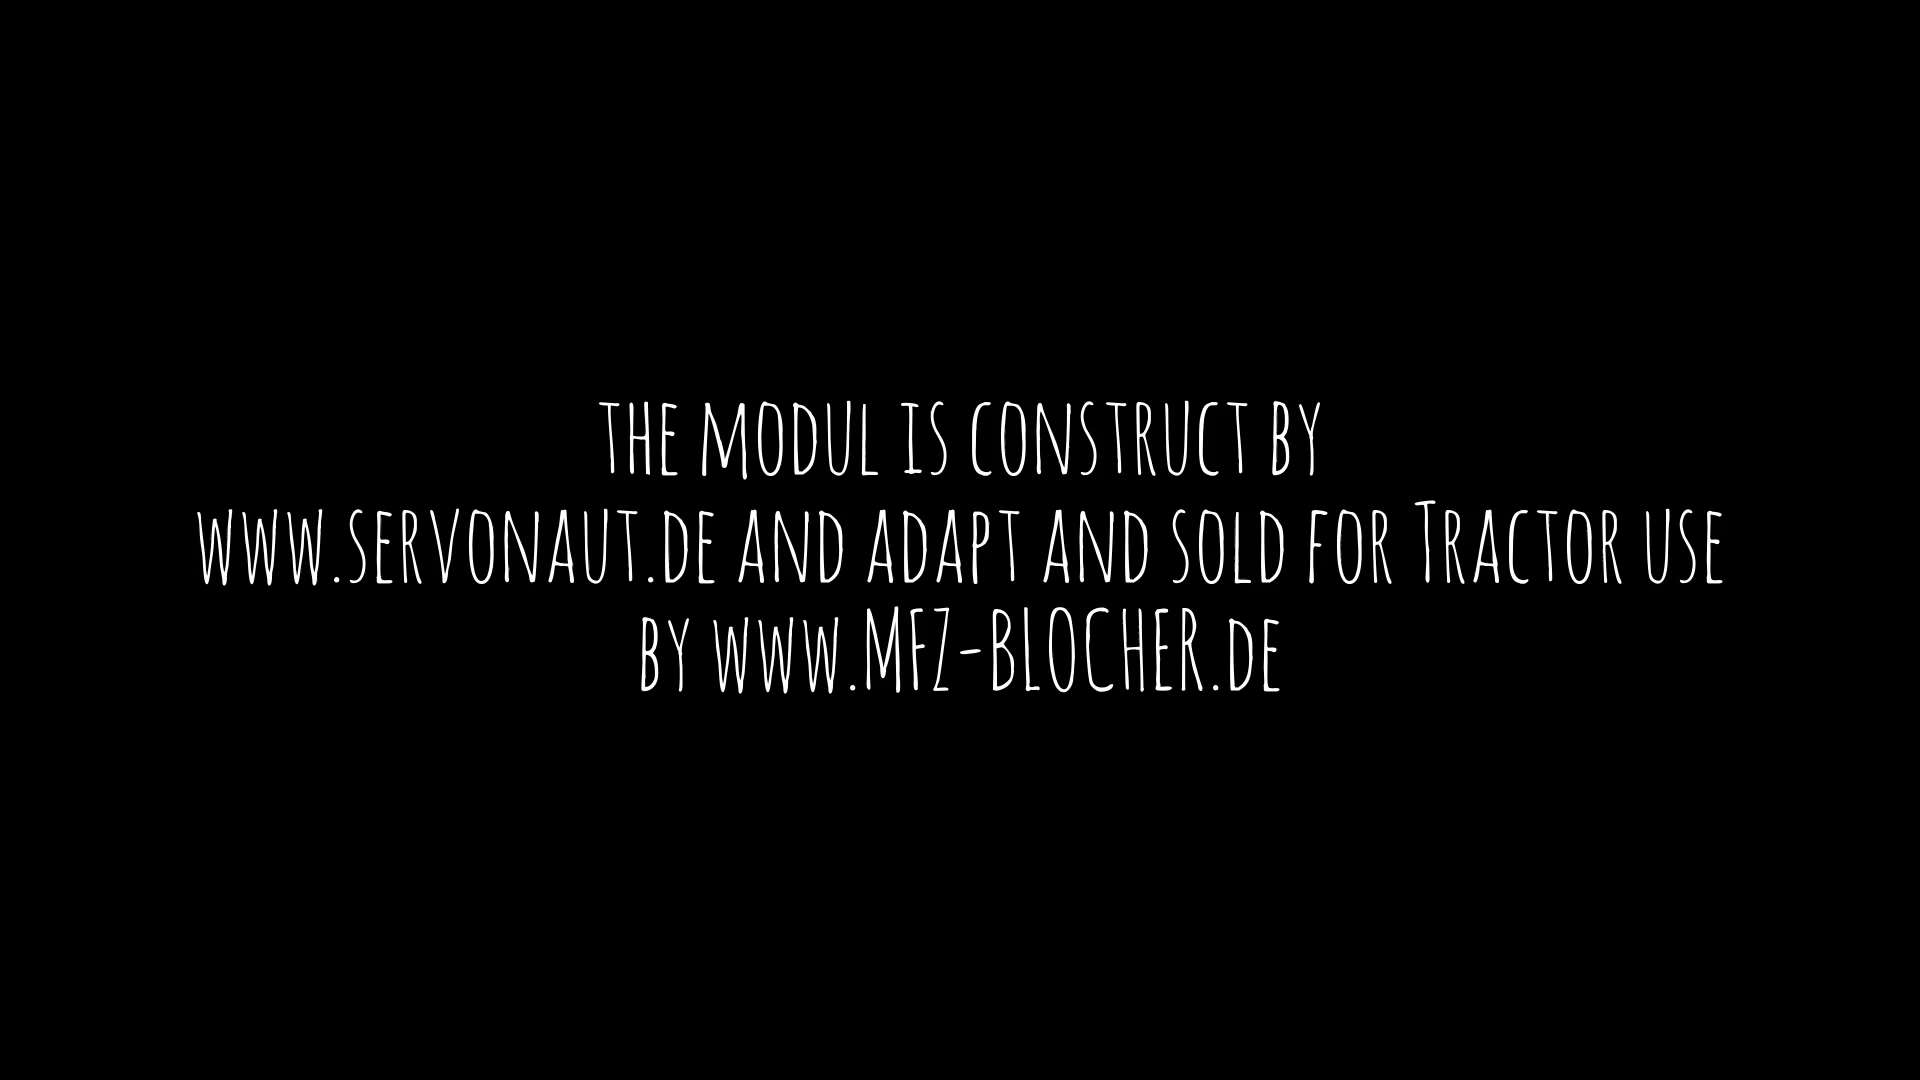 the modul is construct by
www.servonaut.de and adapt and sold for Tractor use
by www.MFZ-BLOCHER.de